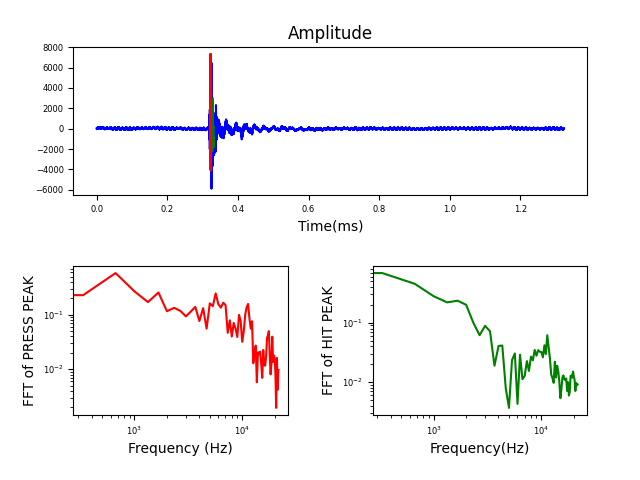 Amplitude
8000
6000
4000
2000
0
−2000
−4000
−6000
0.0 0.2 0.4 0.6 0.8 1.0 1.2
Time(ms)
FFT of PRESS PEAK
10⁻¹
10⁻²
10³ 10⁴
Frequency (Hz)
FFT of HIT PEAK
10⁻¹
10⁻²
10³ 10⁴
Frequency(Hz)